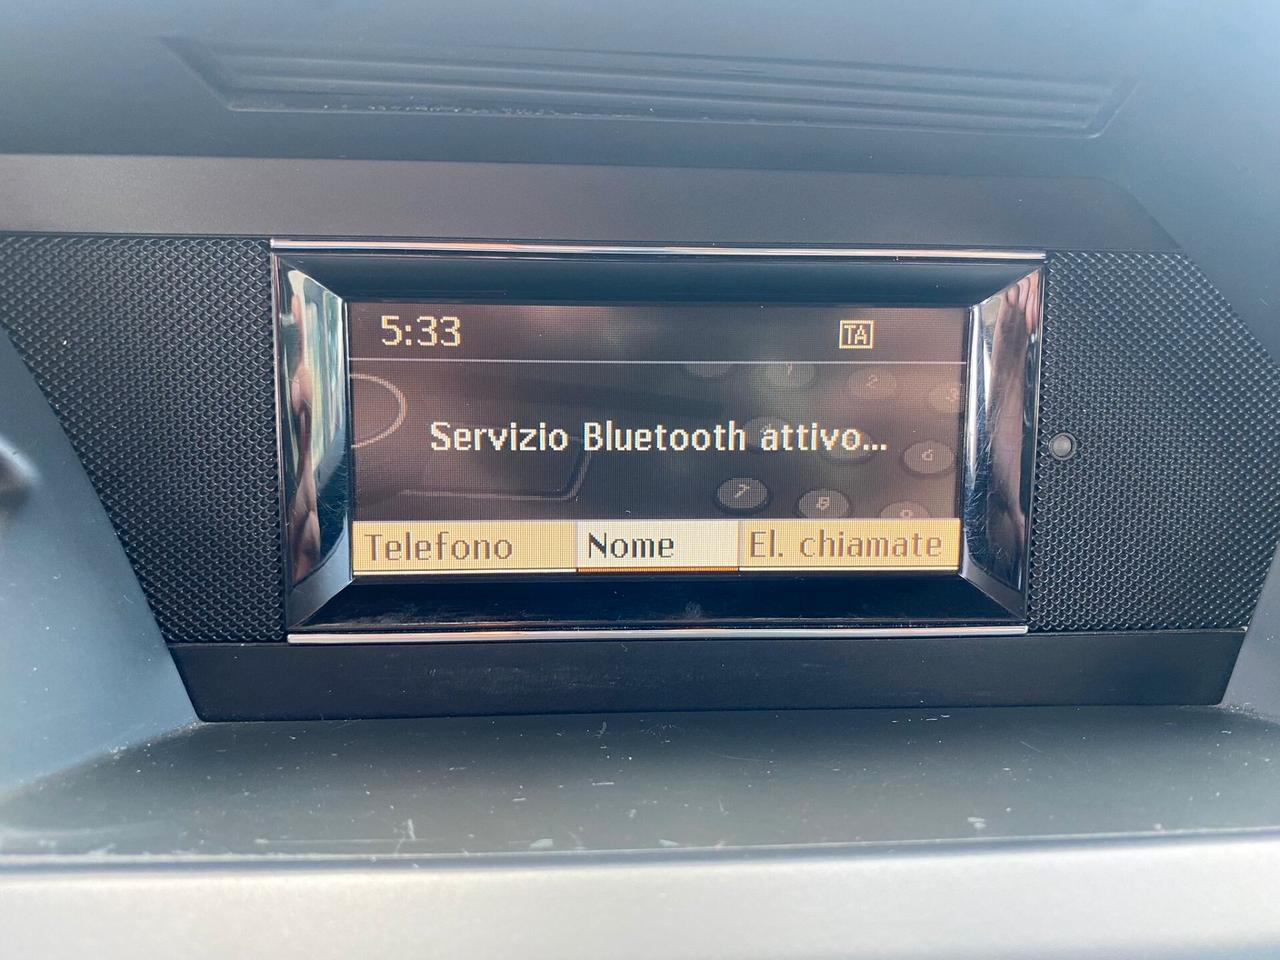 5:33 TA
Servizio Bluetooth attivo...
Telefono Nome El. chiamate